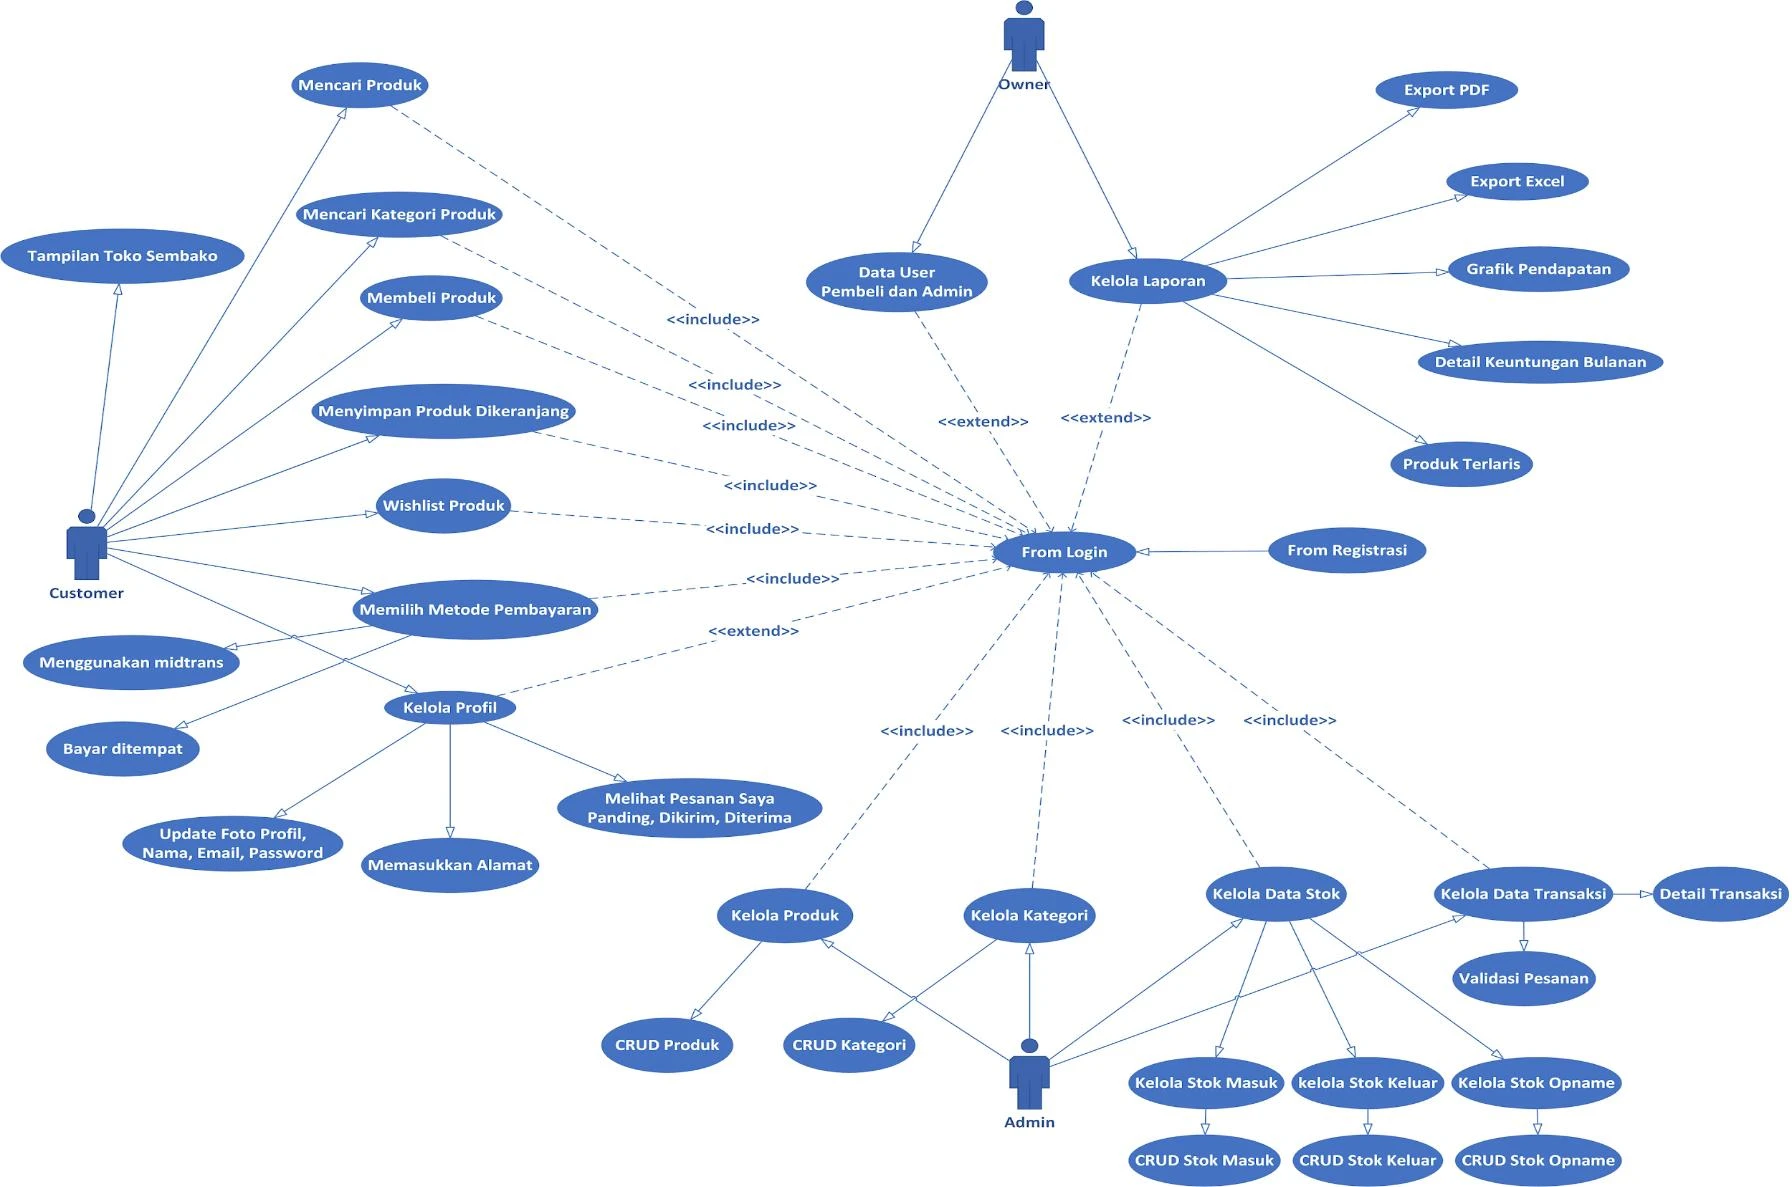 Owner
Mencari Produk
Export PDF
Export Excel
Mencari Kategori Produk
Tampilan Toko Sembako
Data User
Pembeli dan Admin
Kelola Laporan
Grafik Pendapatan
Membeli Produk
<<include>>
Detail Keuntungan Bulanan
<<include>>
Menyimpan Produk Dikeranjang
<<include>>
<<extend>>
<<extend>>
Produk Terlaris
<<include>>
Wishlist Produk
<<include>>
From Login
From Registrasi
Customer
<<include>>
Memilih Metode Pembayaran
<<extend>>
Menggunakan midtrans
Kelola Profil
Bayar ditempat
<<include>>
<<include>>
<<include>>
<<include>>
Melihat Pesanan Saya
Panding, Dikirim, Diterima
Update Foto Profil,
Nama, Email, Password
Memasukkan Alamat
Kelola Produk
Kelola Kategori
Kelola Data Stok
Kelola Data Transaksi
Detail Transaksi
Validasi Pesanan
CRUD Produk
CRUD Kategori
Admin
Kelola Stok Masuk
kelola Stok Keluar
Kelola Stok Opname
CRUD Stok Masuk
CRUD Stok Keluar
CRUD Stok Opname